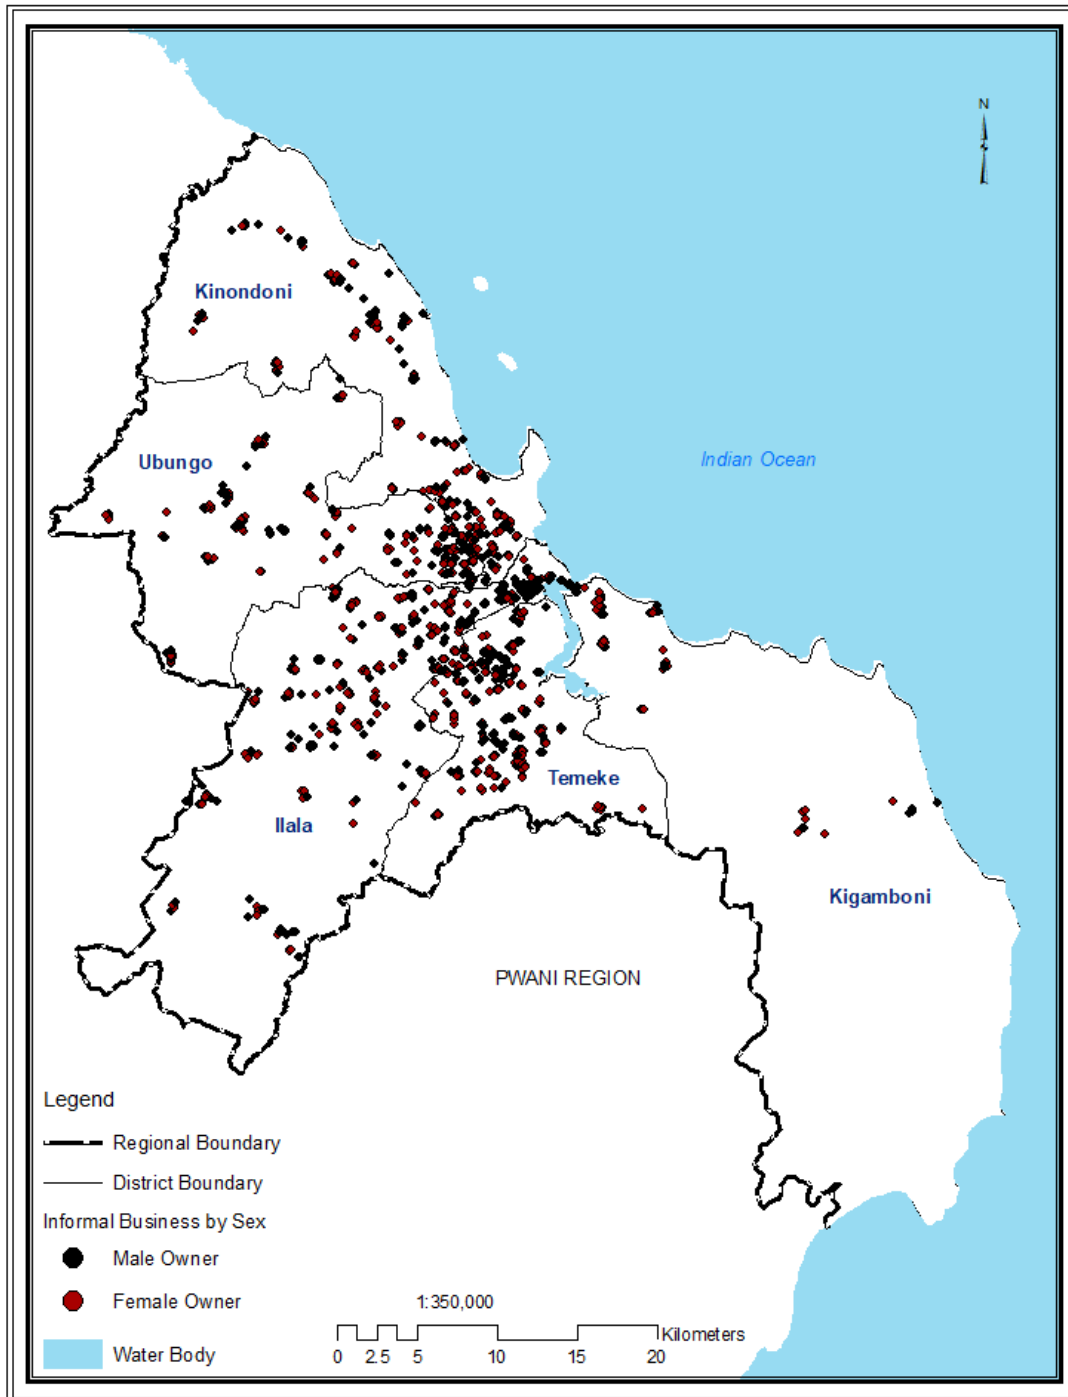 N
Kinondoni
Ubungo
Indian Ocean
Temeke
Ilala
Kigamboni
PWANI REGION
Legend
Regional Boundary
District Boundary
Informal Business by Sex
Male Owner
Female Owner
Water Body
1:350,000
Kilometers
0 2.5 5 10 15 20